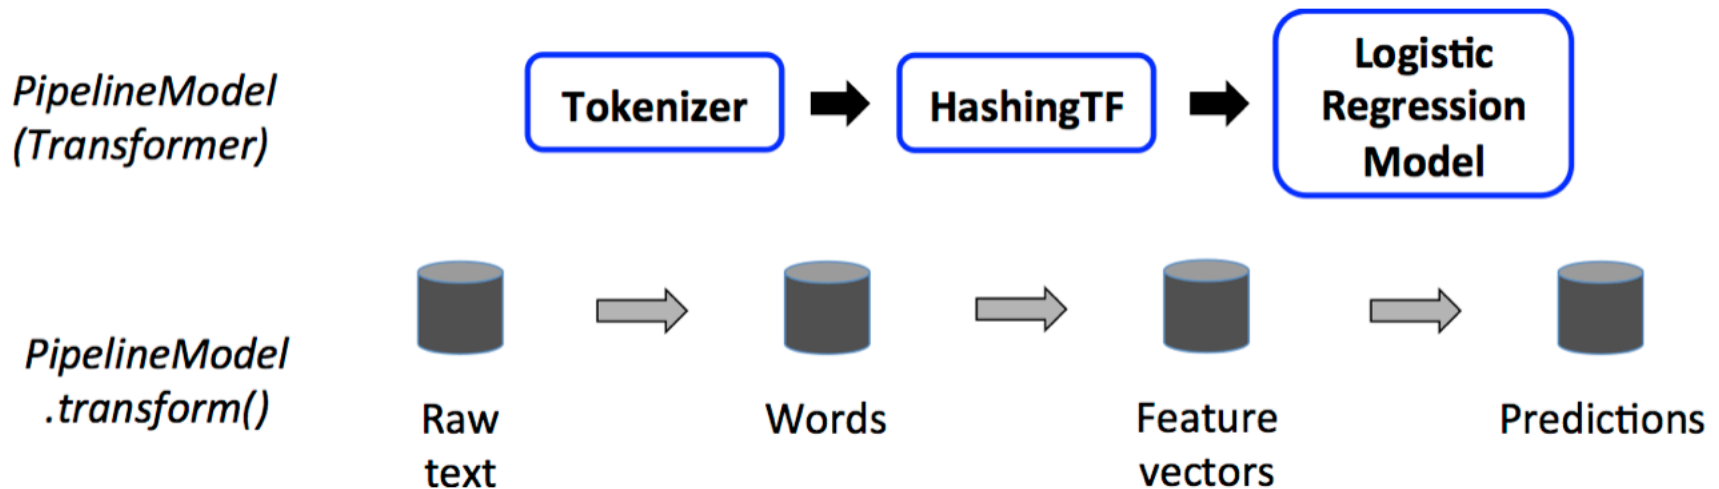 PipelineModel
(Transformer)
Tokenizer
HashingTF
Logistic
Regression
Model
PipelineModel
.transform()
Raw
text
Words
Feature
vectors
Predictions